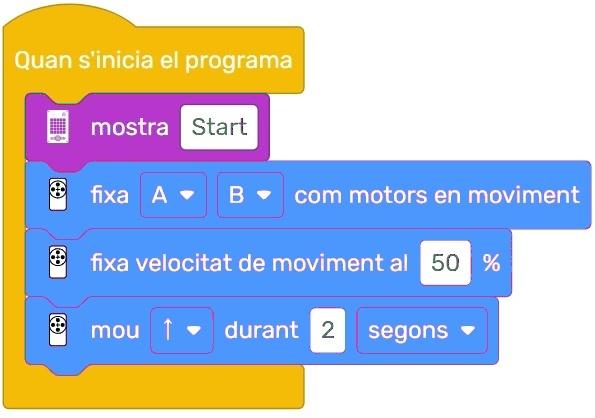 Quan s'inicia el programa
mostra Start
fixa A B com motors en moviment
fixa velocitat de moviment al 50 %
mou ↑ durant 2 segons